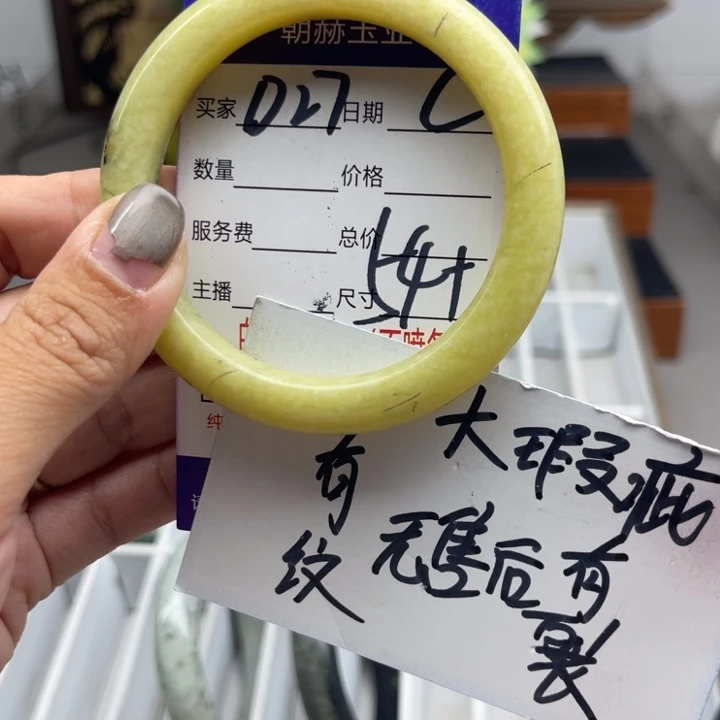 朝赫玉业
买家 027 日期
数量 价格
服务费 总价
主播 尺寸 54+
大瑕疵
有 无售后有
纹 裂